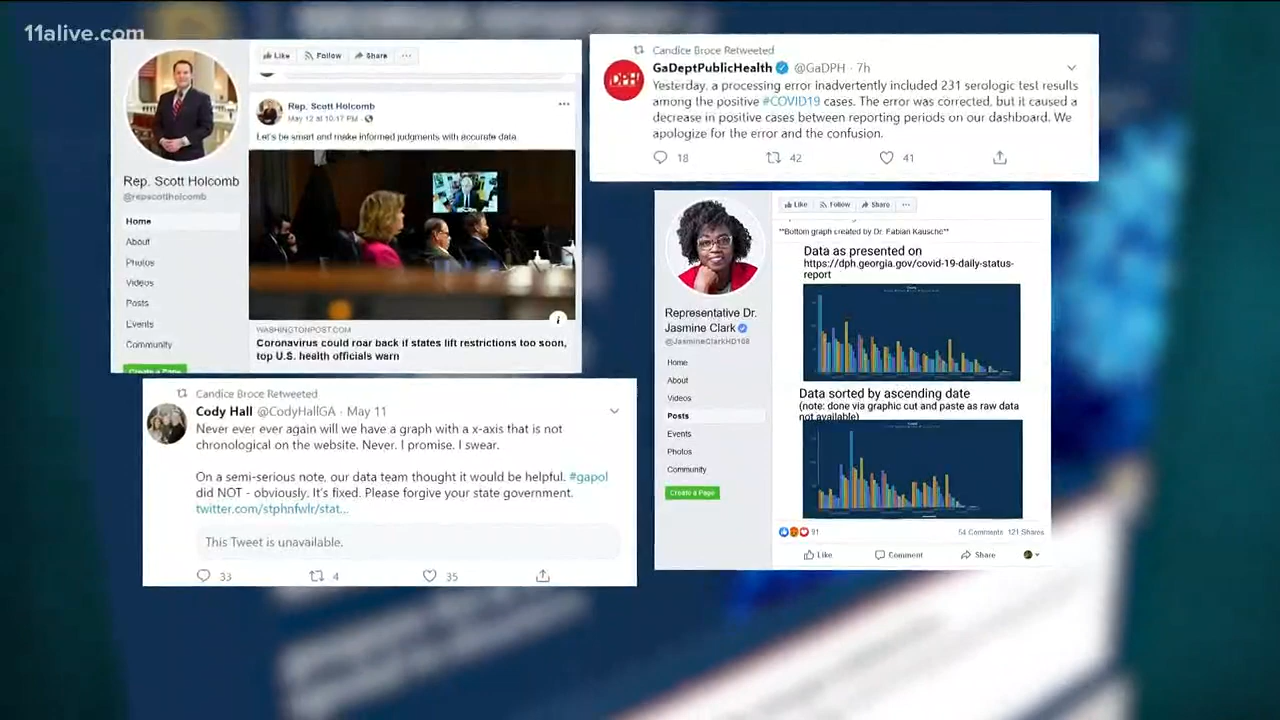 11alive.com
Like Follow Share ...
Rep. Scott Holcomb
May 12 at 10:17 PM
Let's be smart and make informed judgments with accurate data
WASHINGTONPOST.COM
Coronavirus could roar back if states lift restrictions too soon,
top U.S. health officials warn
Rep. Scott Holcomb
@repscottholcomb
Home
About
Photos
Videos
Posts
Events
Community
Create a Page
Candice Broce Retweeted
GaDeptPublicHealth @GaDPH · 7h
DPH!
Yesterday, a processing error inadvertently included 231 serologic test results
among the positive #COVID19 cases. The error was corrected, but it caused a
decrease in positive cases between reporting periods on our dashboard. We
apologize for the error and the confusion.
18 42 41
Candice Broce Retweeted
Cody Hall @CodyHallGA · May 11
Never ever ever again will we have a graph with a x-axis that is not
chronological on the website. Never. I promise. I swear.
On a semi-serious note, our data team thought it would be helpful. #gapol
did NOT - obviously. It's fixed. Please forgive your state government.
twitter.com/stphnfwlr/stat...
This Tweet is unavailable.
33 4 35
Like Follow Share ...
**Bottom graph created by Dr. Fabian Kausche**
Data as presented on
https://dph.georgia.gov/covid-19-daily-status-
report
Data sorted by ascending date
(note: done via graphic cut and paste as raw data
not available)
91 54 Comments 121 Shares
Like Comment Share
Representative Dr.
Jasmine Clark
@JasmineClarkHD108
Home
About
Videos
Posts
Events
Photos
Community
Create a Page